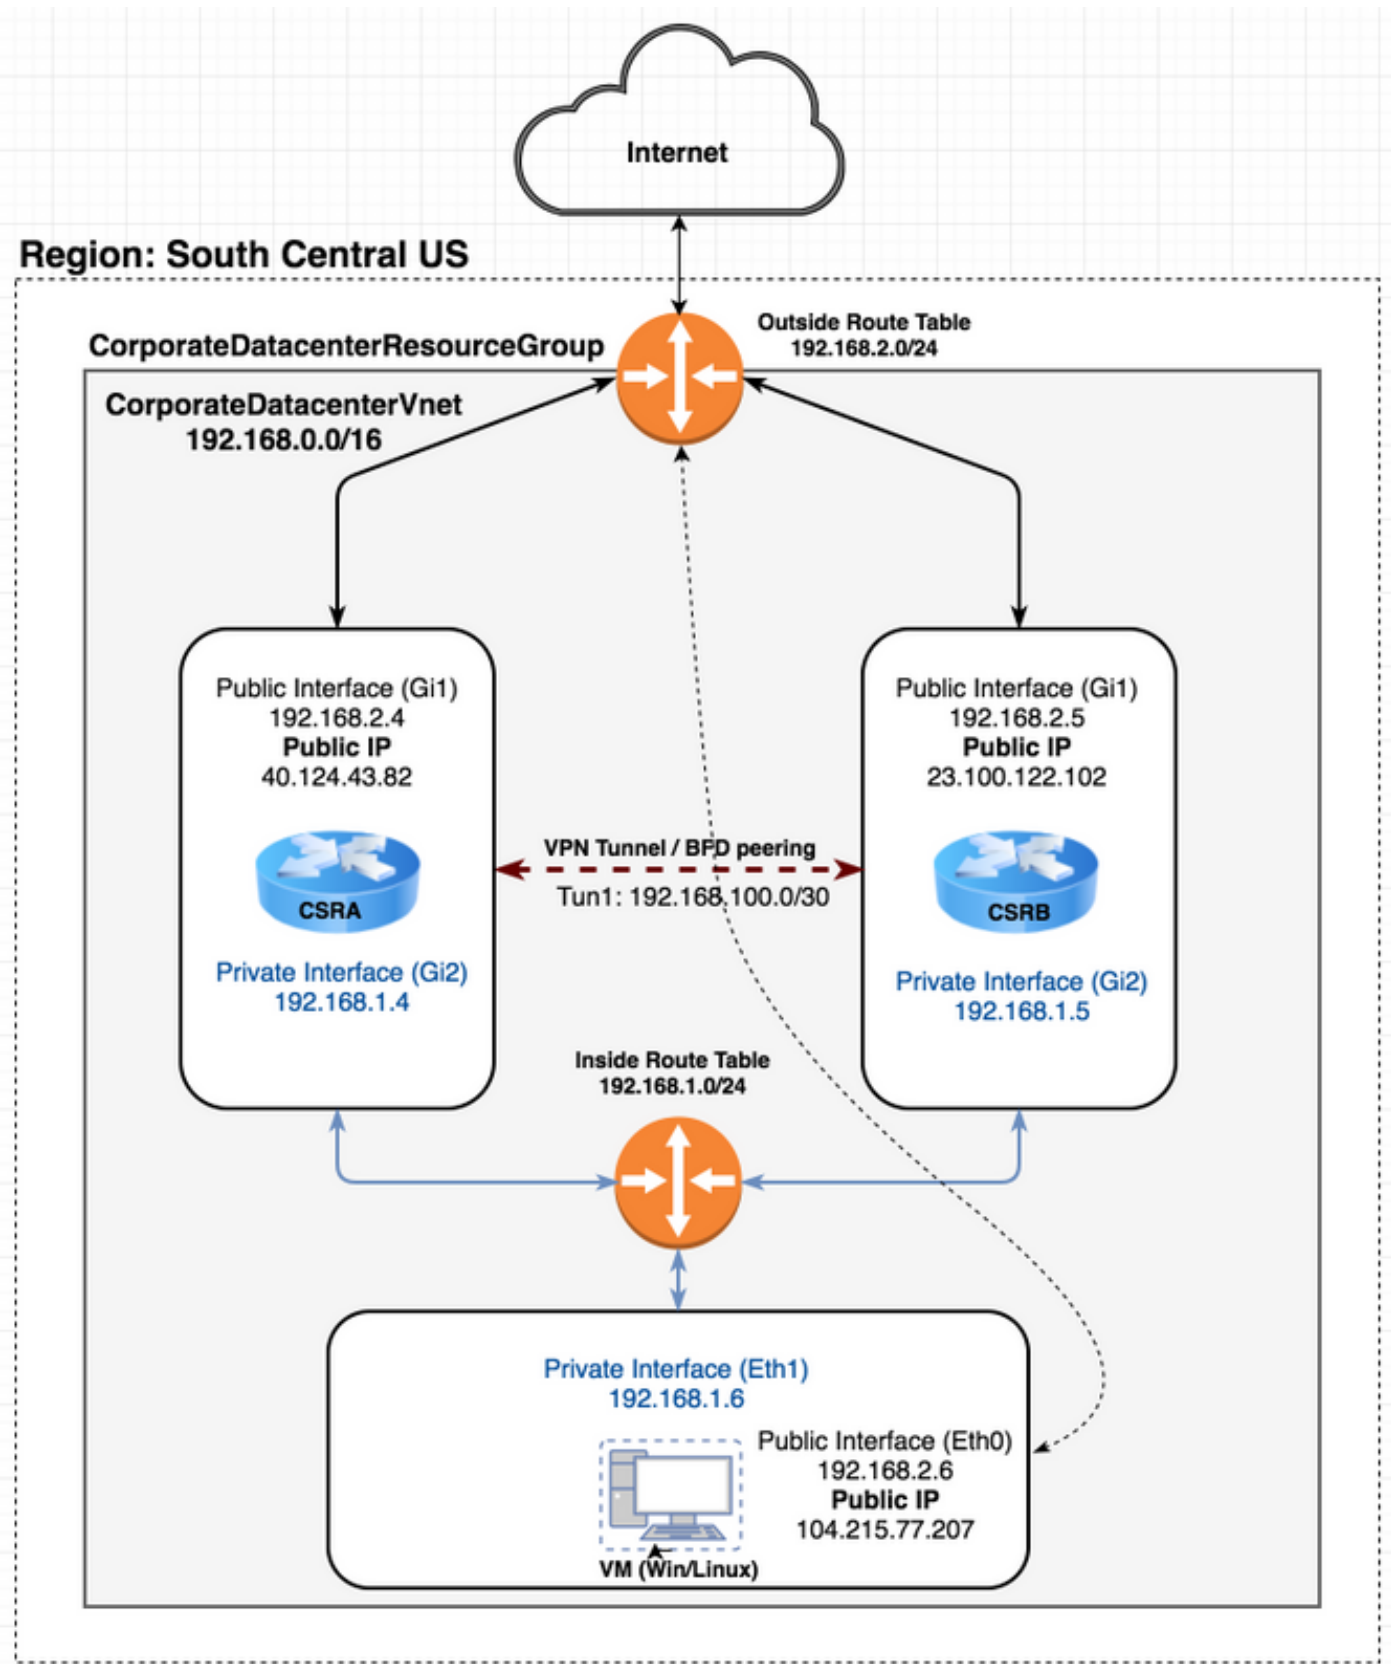 Internet
Region: South Central US
Outside Route Table
192.168.2.0/24
CorporateDatacenterResourceGroup
CorporateDatacenterVnet
192.168.0.0/16
Public Interface (Gi1)
192.168.2.4
Public IP
40.124.43.82
CSRA
Private Interface (Gi2)
192.168.1.4
Public Interface (Gi1)
192.168.2.5
Public IP
23.100.122.102
CSRB
Private Interface (Gi2)
192.168.1.5
VPN Tunnel / BFD peering
Tun1: 192.168.100.0/30
Inside Route Table
192.168.1.0/24
Private Interface (Eth1)
192.168.1.6
Public Interface (Eth0)
192.168.2.6
Public IP
104.215.77.207
VM (Win/Linux)